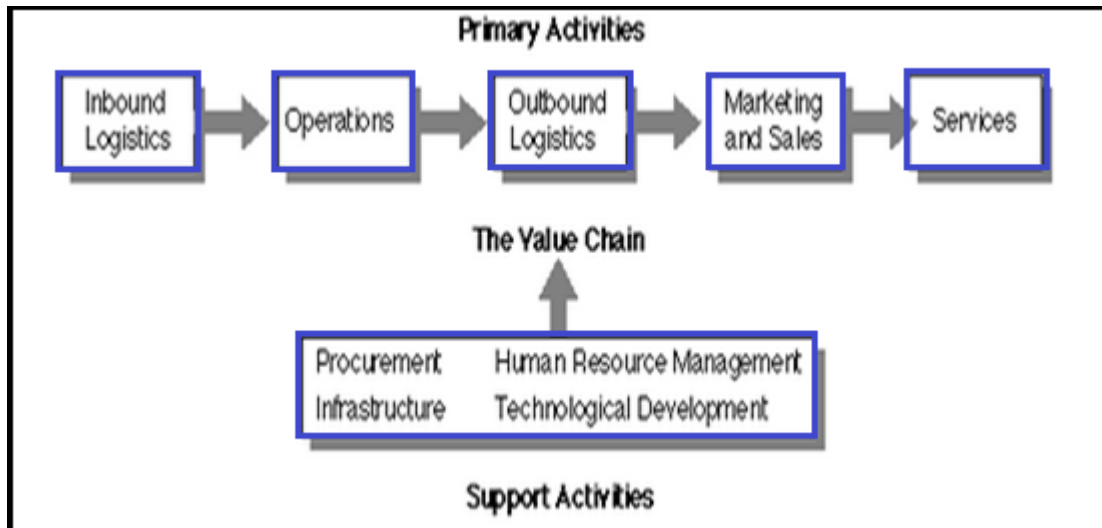 Primary Activities
Inbound
Logistics
Operations
Outbound
Logistics
Marketing
and Sales
Services
The Value Chain
Procurement Human Resource Management
Infrastructure Technological Development
Support Activities